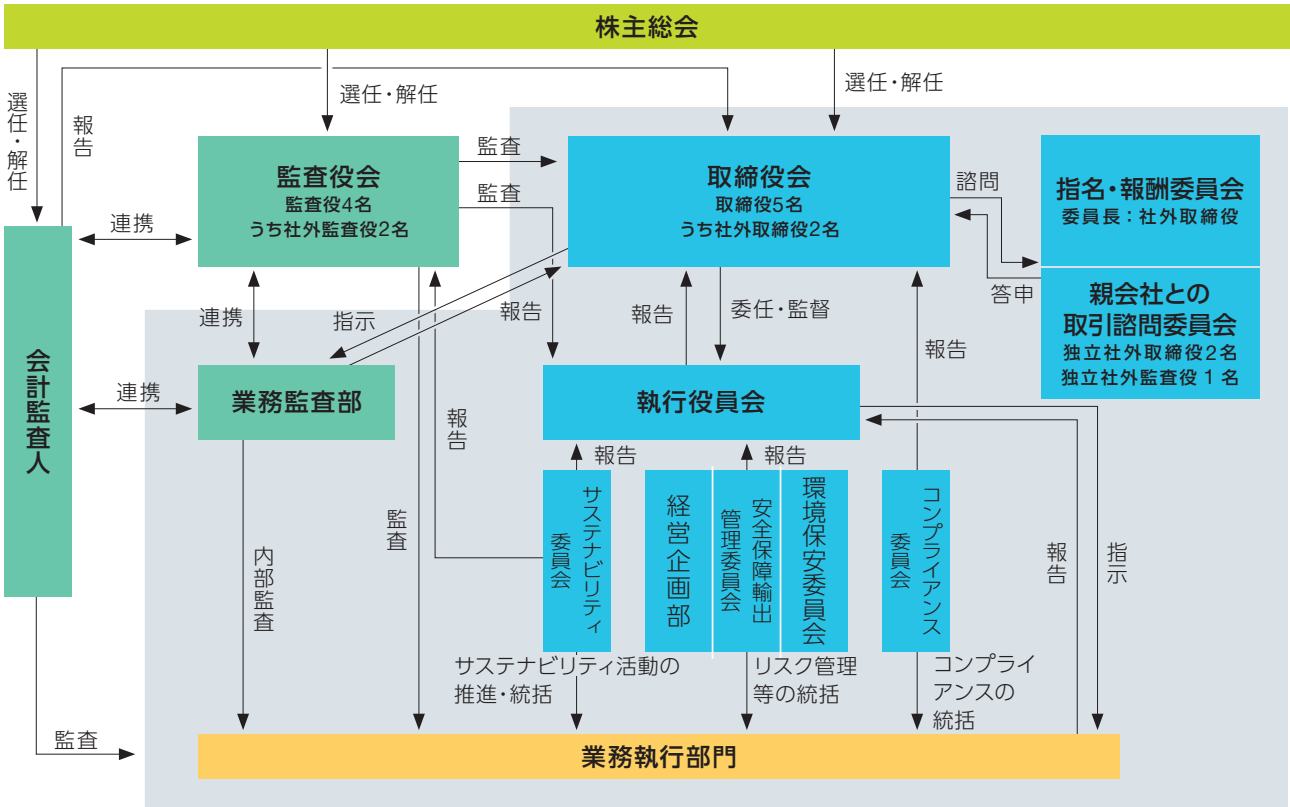 株主総会
選任・解任
報告
選任・解任
選任・解任
監査役会
監査役4名
うち社外監査役2名
監査
監査
取締役会
取締役5名
うち社外取締役2名
諮問
答申
指名・報酬委員会
委員長：社外取締役
親会社との
取引諮問委員会
独立社外取締役2名
独立社外監査役1名
連携
連携
指示
報告
報告
委任・監督
報告
会計監査人
連携
業務監査部
執行役員会
報告
報告
報告
サステナビリティ
委員会
経営企画部
安全保障輸出
管理委員会
環境保安委員会
コンプライアンス
委員会
内部監査
監査
報告
指示
サステナビリティ活動の
推進・統括
リスク管理
等の統括
コンプライ
アンスの
統括
監査
業務執行部門